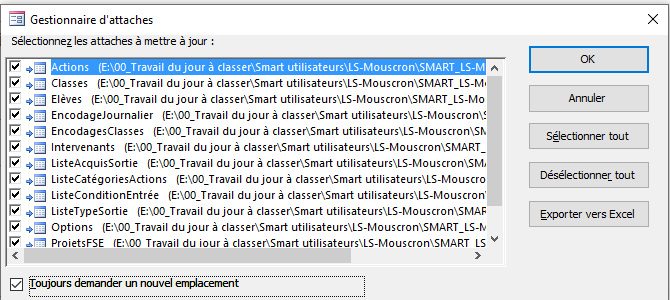 Gestionnaire d'attaches
Sélectionnez les attaches à mettre à jour :
Actions (E:\00_Travail du jour à classer\Smart utilisateurs\LS-Mouscron\SMART_LS-M
Classes (E:\00_Travail du jour à classer\Smart utilisateurs\LS-Mouscron\SMART_LS-M
Elèves (E:\00_Travail du jour à classer\Smart utilisateurs\LS-Mouscron\SMART_LS-Mo
EncodageJournalier (E:\00_Travail du jour à classer\Smart utilisateurs\LS-Mouscron\
EncodagesClasses (E:\00_Travail du jour à classer\Smart utilisateurs\LS-Mouscron\S
Intervenants (E:\00_Travail du jour à classer\Smart utilisateurs\LS-Mouscron\SMAR
ListeAcquisSortie (E:\00_Travail du jour à classer\Smart utilisateurs\LS-Mouscron\SM
ListeCatégoriesActions (E:\00_Travail du jour à classer\Smart utilisateurs\LS-Mouscr
ListeConditionEntrée (E:\00_Travail du jour à classer\Smart utilisateurs\LS-Mouscron
ListeTypeSortie (E:\00_Travail du jour à classer\Smart utilisateurs\LS-Mouscron\SMA
Options (E:\00_Travail du jour à classer\Smart utilisateurs\LS-Mouscron\SMART_LS-M
ProjetsFSE (E:\00_Travail du jour à classer\Smart utilisateurs\LS-Mouscron\SMART_LS
Toujours demander un nouvel emplacement
OK
Annuler
Sélectionner tout
Désélectionner tout
Exporter vers Excel